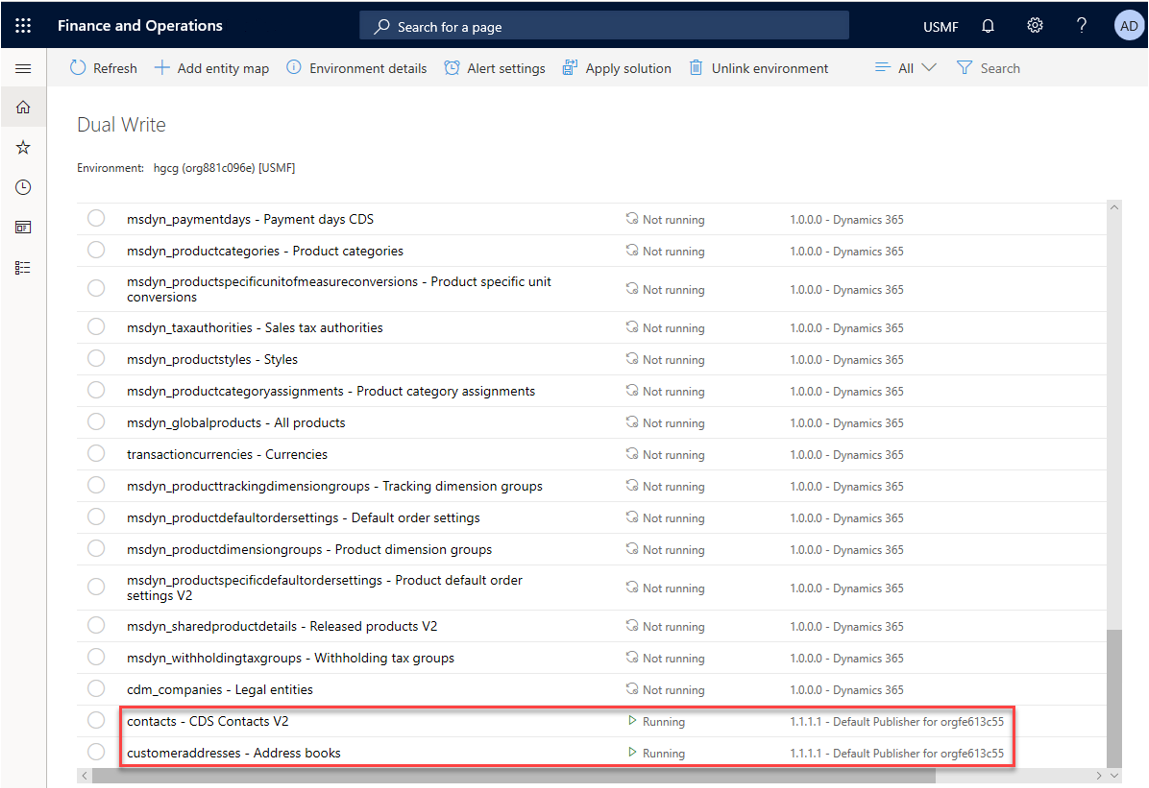 Finance and Operations
Search for a page
USMF
?
AD
Refresh
Add entity map
Environment details
Alert settings
Apply solution
Unlink environment
All
Search
Dual Write
Environment: hgcg (org881c096e) [USMF]
msdyn_paymentdays - Payment days CDS Not running 1.0.0.0 - Dynamics 365
msdyn_productcategories - Product categories Not running 1.0.0.0 - Dynamics 365
msdyn_productspecificunitofmeasureconversions - Product specific unit
conversions Not running 1.0.0.0 - Dynamics 365
msdyn_taxauthorities - Sales tax authorities Not running 1.0.0.0 - Dynamics 365
msdyn_productstyles - Styles Not running 1.0.0.0 - Dynamics 365
msdyn_productcategoryassignments - Product category assignments Not running 1.0.0.0 - Dynamics 365
msdyn_globalproducts - All products Not running 1.0.0.0 - Dynamics 365
transactioncurrencies - Currencies Not running 1.0.0.0 - Dynamics 365
msdyn_producttrackingdimensiongroups - Tracking dimension groups Not running 1.0.0.0 - Dynamics 365
msdyn_productdefaultordersettings - Default order settings Not running 1.0.0.0 - Dynamics 365
msdyn_productdimensiongroups - Product dimension groups Not running 1.0.0.0 - Dynamics 365
msdyn_productspecificdefaultordersettings - Product default order
settings V2 Not running 1.0.0.0 - Dynamics 365
msdyn_sharedproductdetails - Released products V2 Not running 1.0.0.0 - Dynamics 365
msdyn_withholdingtaxgroups - Withholding tax groups Not running 1.0.0.0 - Dynamics 365
cdm_companies - Legal entities Not running 1.0.0.0 - Dynamics 365
contacts - CDS Contacts V2 Running 1.1.1.1 - Default Publisher for orgfe613c55
customeraddresses - Address books Running 1.1.1.1 - Default Publisher for orgfe613c55